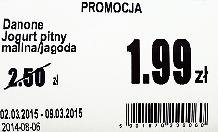 PROMOCJA
Danone
Jogurt pitny
malina/jagoda
2.50 zł
1.99 zł
02.03.2015 - 09.03.2015
2014-08-06